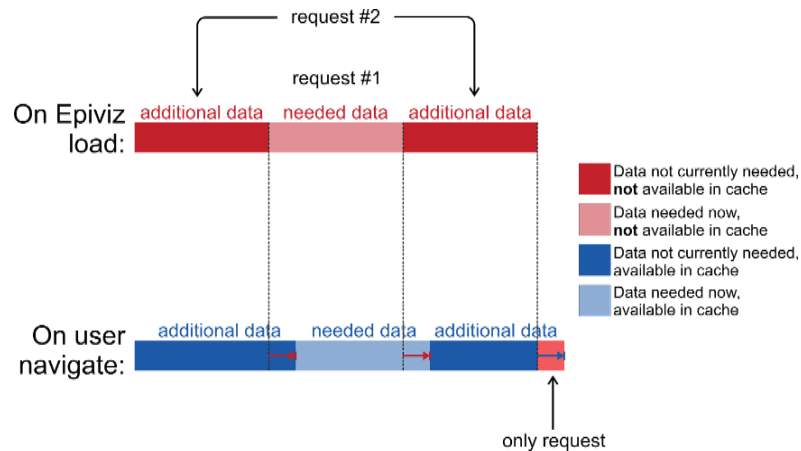 request #2
request #1
additional data needed data additional data
On Epiviz
load:
Data not currently needed,
not available in cache
Data needed now,
not available in cache
Data not currently needed,
available in cache
Data needed now,
available in cache
additional data needed data additional data
On user
navigate:
only request